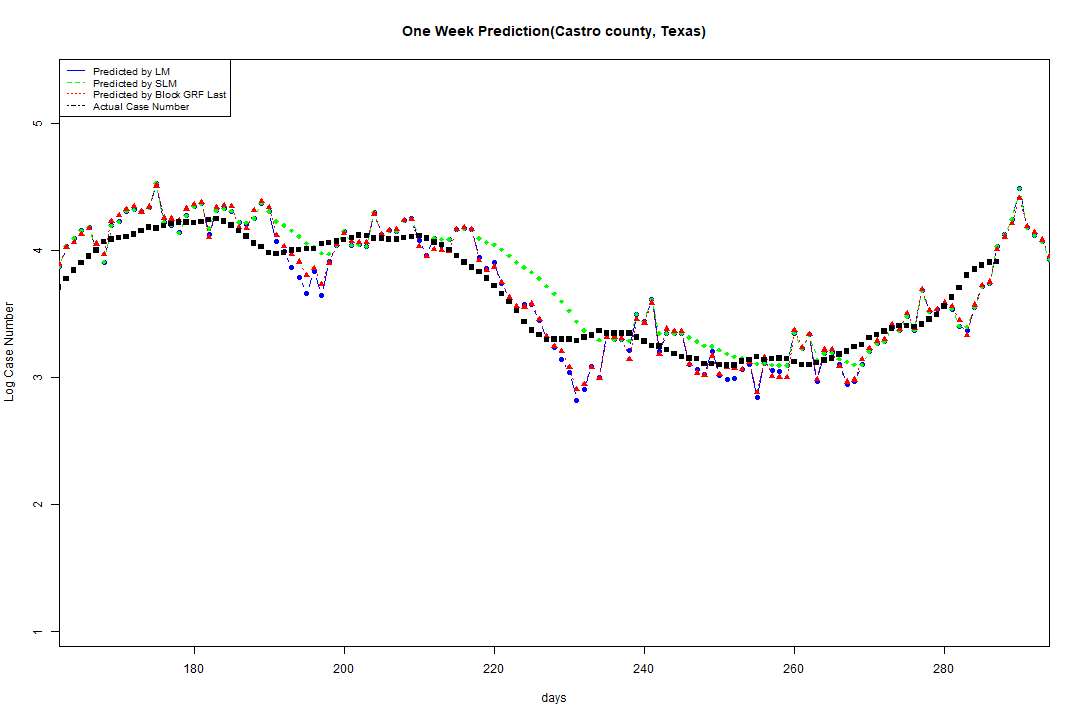 One Week Prediction(Castro county, Texas)
Predicted by LM
Predicted by SLM
Predicted by Block GRF Last
Actual Case Number
5
4
3
2
1
Log Case Number
180 200 220 240 260 280
days